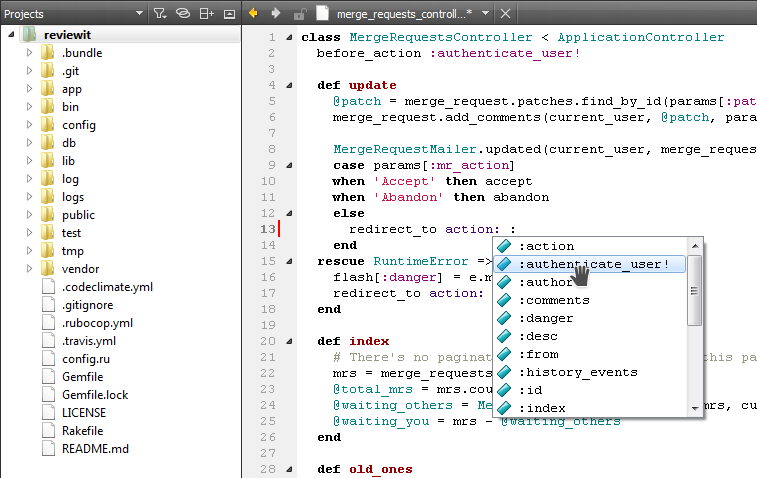 Projects
merge_requests_controll...*
reviewit
.bundle
.git
app
bin
config
db
lib
log
logs
public
test
tmp
vendor
.codeclimate.yml
.gitignore
.rubocop.yml
.travis.yml
config.ru
Gemfile
Gemfile.lock
LICENSE
Rakefile
README.md
1 class MergeRequestsController < ApplicationController
2 before_action :authenticate_user!
3
4 def update
5 @patch = merge_request.patches.find_by_id(params[:pat
6 merge_request.add_comments(current_user, @patch, para
7
8 MergeRequestMailer.updated(current_user, merge_reques
9 case params[:mr_action]
10 when 'Accept' then accept
11 when 'Abandon' then abandon
12 else
13 redirect_to action: :
14 end
15 rescue RuntimeError =>
16 flash[:danger] = e.m
17 redirect_to action:
18 end
19
20 def index
21 # There's no paginat this pa
22 mrs = merge_requests
23 @total_mrs = mrs.cou
24 @waiting_others = Me mrs, cu
25 @waiting_you = mrs - @waiting_others
26 end
27
28 def old_ones
:action
:authenticate_user!
:author
:comments
:danger
:desc
:from
:history_events
:id
:index